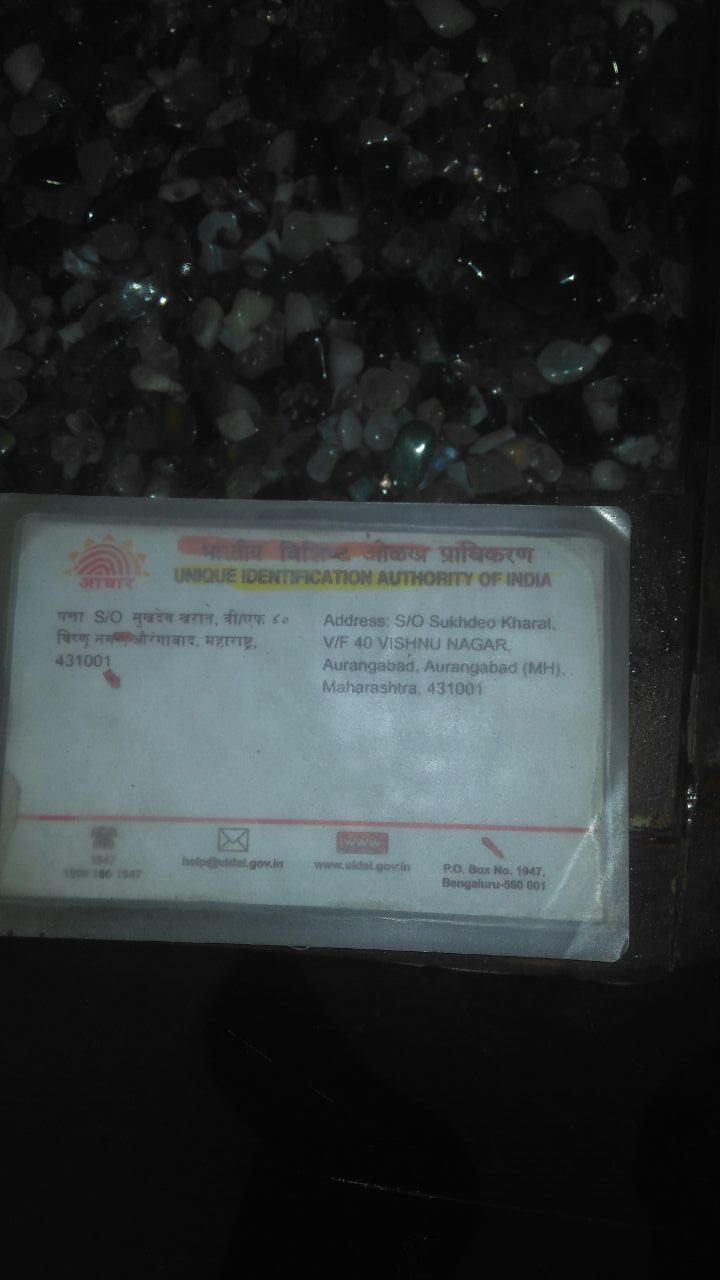 भारतीय विशिष्ट ओळख प्राधिकरण
आधार
UNIQUE IDENTIFICATION AUTHORITY OF INDIA
पत्ता S/O सुखदेव खरात, वी/एफ ४०
विष्णू नगर, औरंगाबाद, महाराष्ट्र,
431001
Address: S/O Sukhdeo Kharat,
V/F 40 VISHNU NAGAR,
Aurangabad, Aurangabad (MH),
Maharashtra, 431001
1947
1800 180 1947
help@uidai.gov.in
www
www.uidai.gov.in
P.O. Box No. 1947,
Bengaluru-560 001